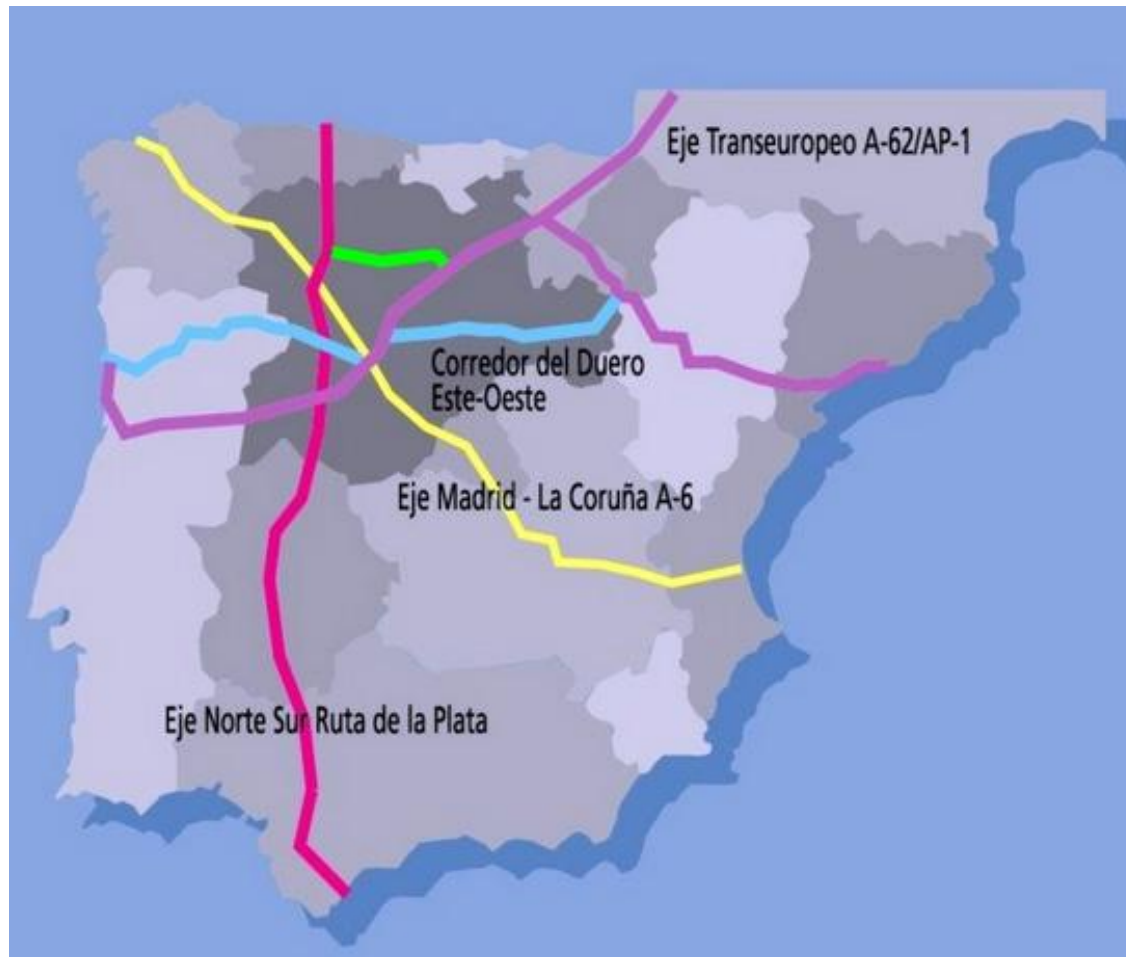 Eje Transeuropeo A-62/AP-1
Corredor del Duero
Este-Oeste
Eje Madrid - La Coruña A-6
Eje Norte Sur Ruta de la Plata